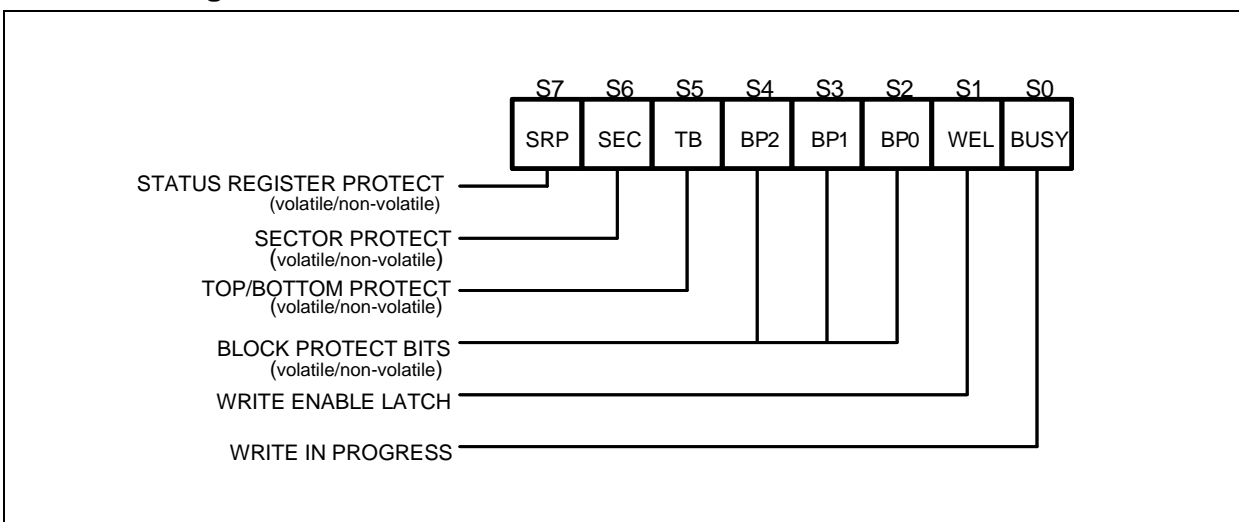 S7 S6 S5 S4 S3 S2 S1 S0
SRP SEC TB BP2 BP1 BP0 WEL BUSY
STATUS REGISTER PROTECT
(volatile/non-volatile)
SECTOR PROTECT
(volatile/non-volatile)
TOP/BOTTOM PROTECT
(volatile/non-volatile)
BLOCK PROTECT BITS
(volatile/non-volatile)
WRITE ENABLE LATCH
WRITE IN PROGRESS